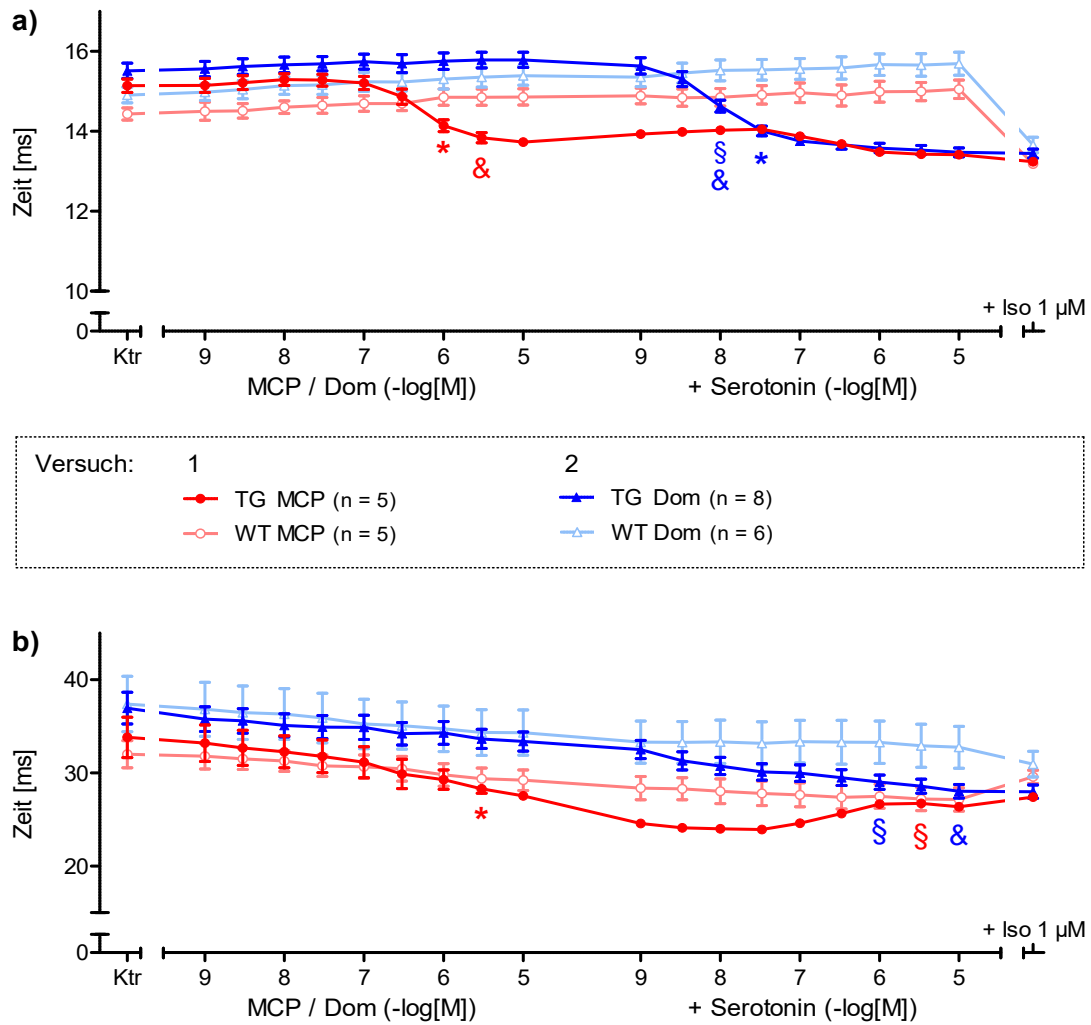 a)
16
14
12
10
0
Zeit [ms]
+ Iso 1 µM
*
&
§
&
*
Ktr 9 8 7 6 5 9 8 7 6 5
MCP / Dom (-log[M]) + Serotonin (-log[M])
Versuch: 1 2
TG MCP (n = 5) TG Dom (n = 8)
WT MCP (n = 5) WT Dom (n = 6)
b)
40
30
20
0
Zeit [ms]
+ Iso 1 µM
*
§ § &
Ktr 9 8 7 6 5 9 8 7 6 5
MCP / Dom (-log[M]) + Serotonin (-log[M])